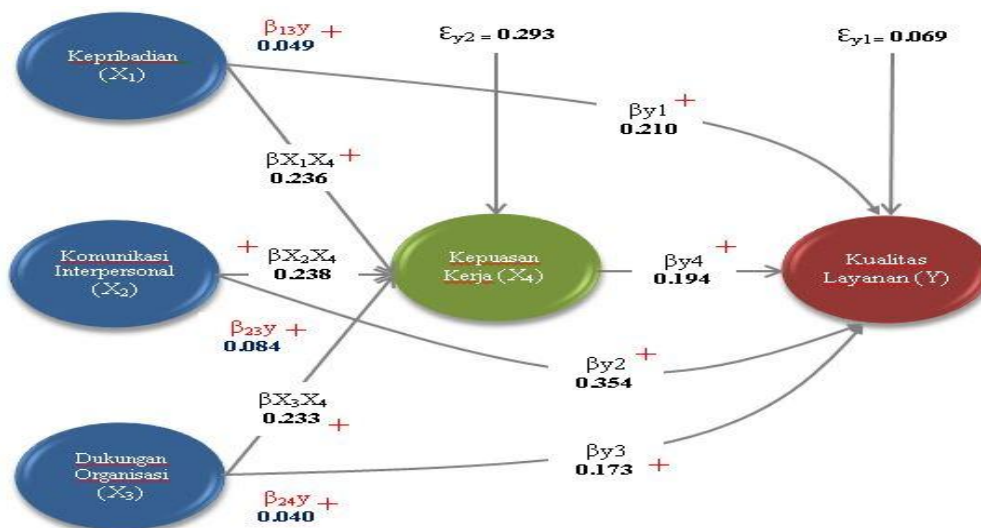 β₁₃y +
0.049
εy2 = 0.293
εy1= 0.069
Kepribadian
(X₁)
βy1 +
0.210
βX₁X₄ +
0.236
Komunikasi
Interpersonal
(X₂)
+ βX₂X₄
0.238
Kepuasan
Kerja (X₄)
βy4 +
0.194
Kualitas
Layanan (Y)
β₂₃y +
0.084
βy2 +
0.354
βX₃X₄
0.233 +
Dukungan
Organisasi
(X₃)
βy3
0.173 +
β₂₄y +
0.040